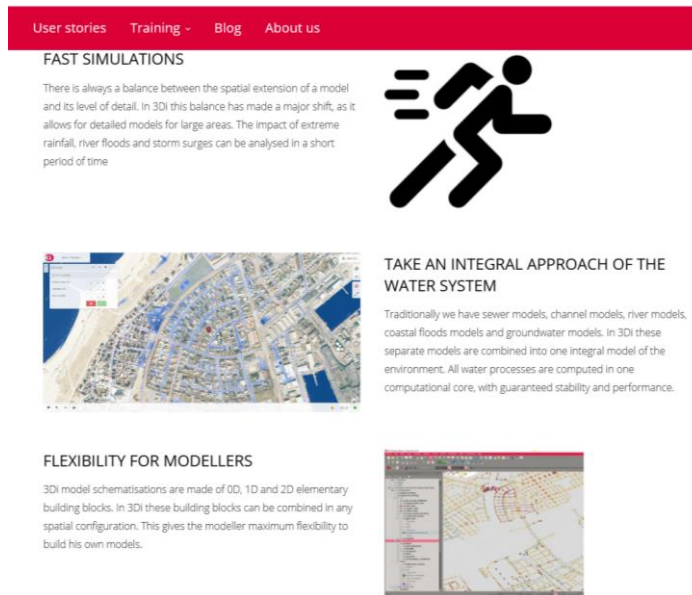 User stories Training Blog About us
FAST SIMULATIONS
There is always a balance between the spatial extension of a model
and its level of detail. In 3Di this balance has made a major shift, as it
allows for detailed models for large areas. The impact of extreme
rainfall, river floods and storm surges can be analysed in a short
period of time
TAKE AN INTEGRAL APPROACH OF THE
WATER SYSTEM
Traditionally we have sewer models, channel models, river models,
coastal floods models and groundwater models. In 3Di these
separate models are combined into one integral model of the
environment. All water processes are computed in one
computational core, with guaranteed stability and performance.
FLEXIBILITY FOR MODELLERS
3Di model schematisations are made of 0D, 1D and 2D elementary
building blocks. In 3Di these building blocks can be combined in any
spatial configuration. This gives the modeller maximum flexibility to
build his own models.